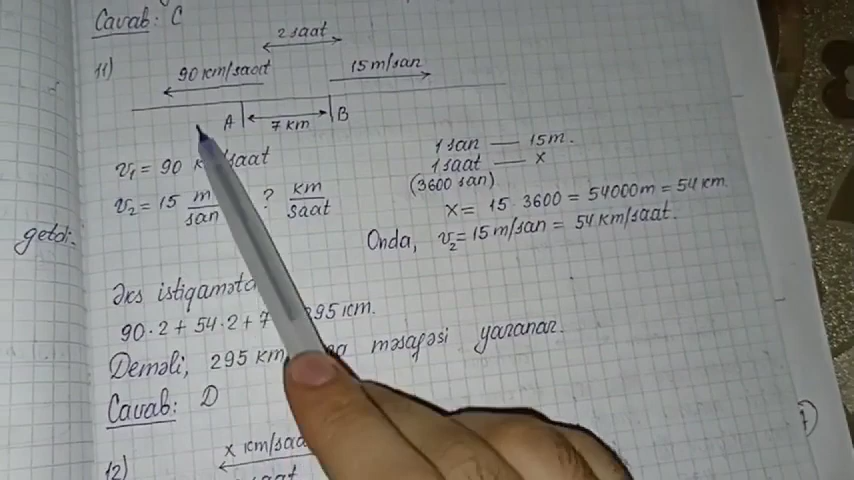 Cavab: C
2 saat
11)
90 km/saat
15 m/san
A
7 km
B
v₁ = 90 saat
v₂ = 15 m/san ? km/saat
1 san — 15 m.
1 saat — x
(3600 san)
x = 15 · 3600 = 54000 m = 54 km.
Onda, v₂ = 15 m/san = 54 km/saat.
getdi.
Əks
90 · 2 + 54 · 2 + 7 295 km.
Deməli, 295 km məsafəsi yaranar.
Cavab: D
12)
x km/saa
saat